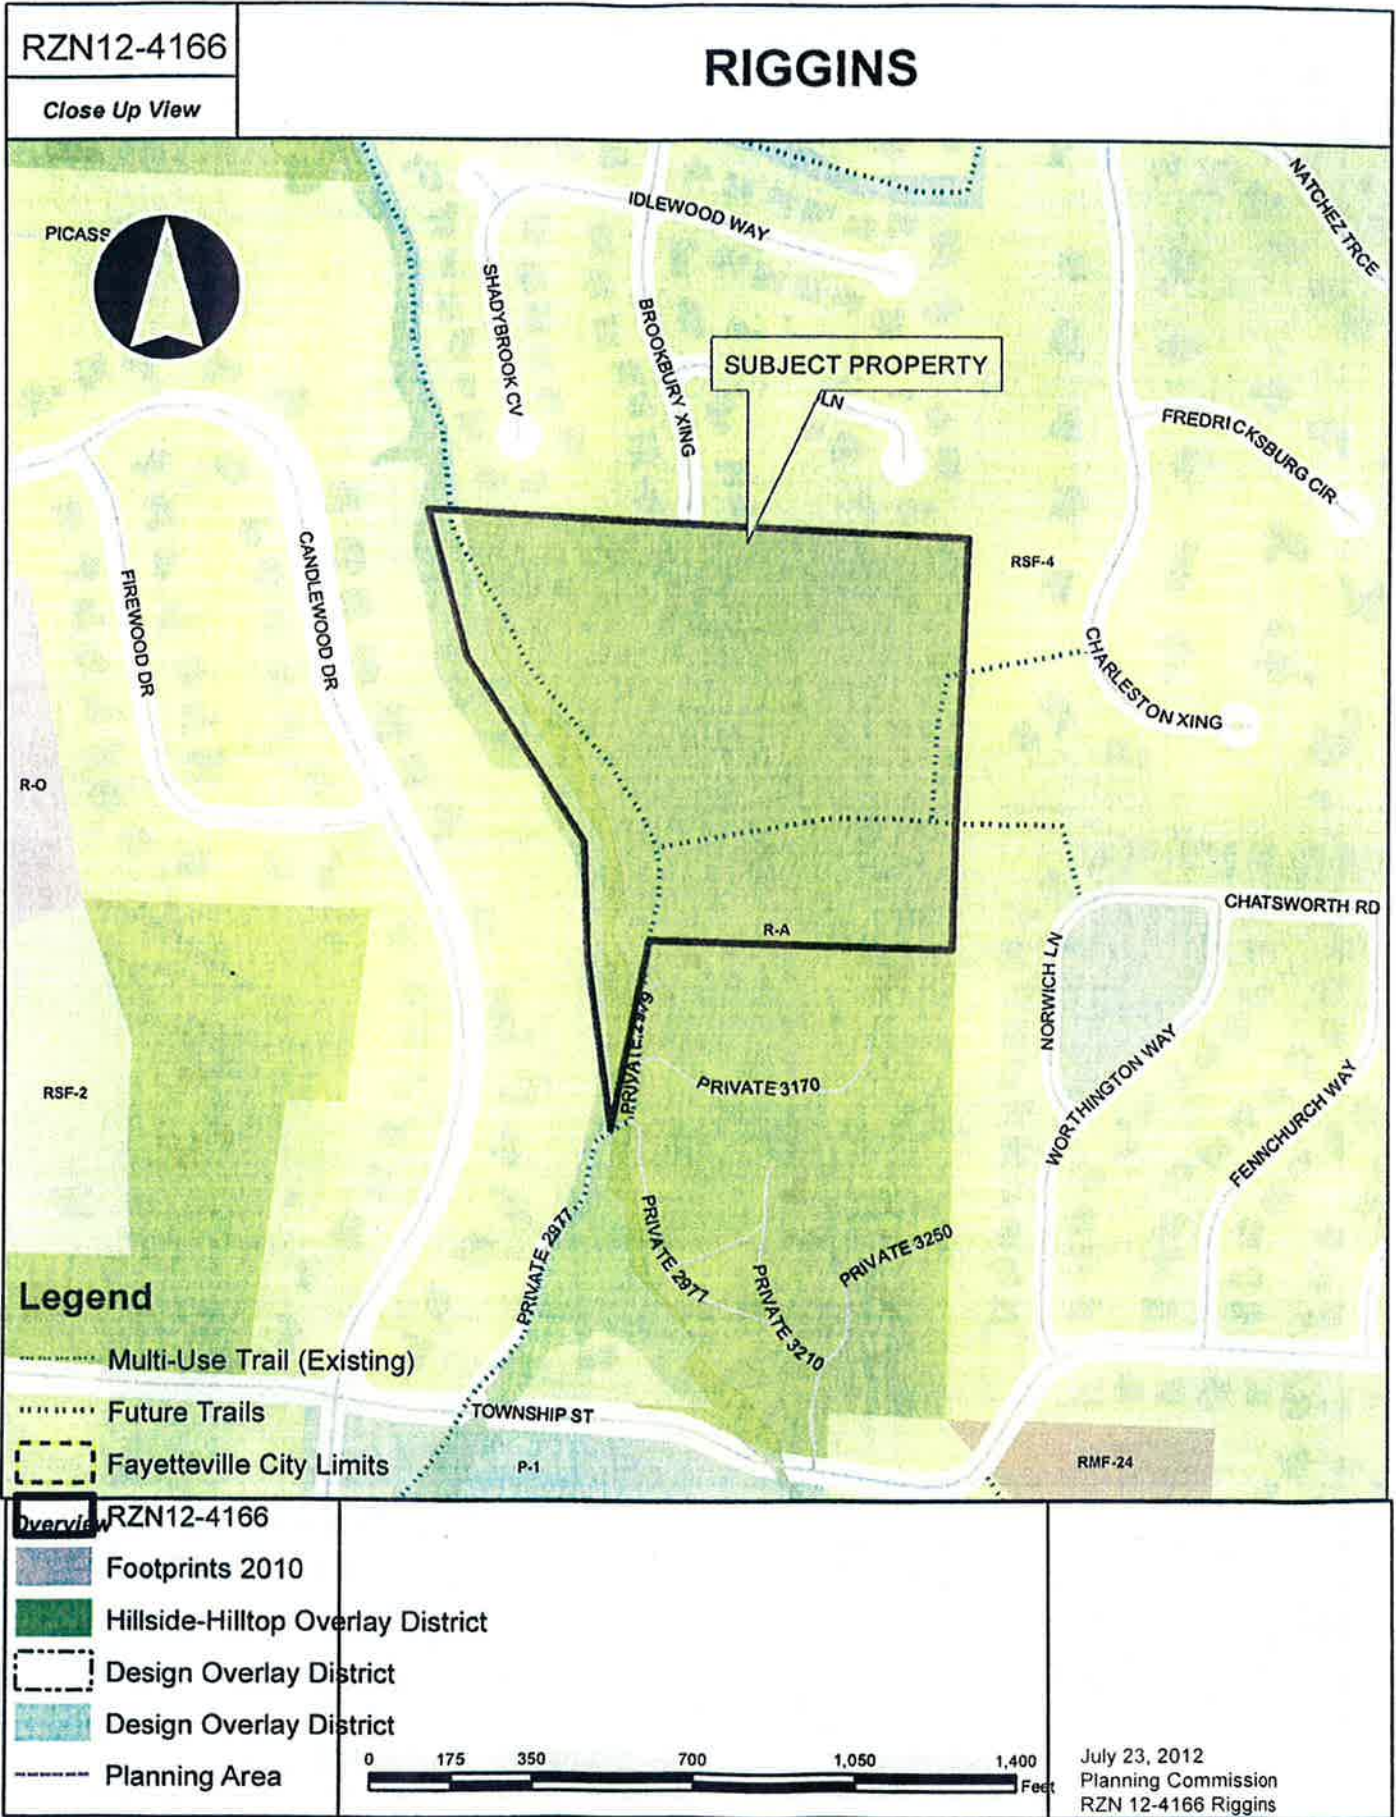 RZN12-4166
Close Up View
RIGGINS
NATCHEZ TRCE
IDLEWOOD WAY
PICASS
SHADYBROOK CV
BROOKBURY XING
SUBJECT PROPERTY
LN
FREDRICKSBURG CIR
RSF-4
CANDLEWOOD DR
FIREWOOD DR
CHARLESTON XING
R-O
CHATSWORTH RD
R-A
NORWICH LN
PRIVATE 2979
WORTHINGTON WAY
PRIVATE 3170
RSF-2
FENNCHURCH WAY
PRIVATE 2977
PRIVATE 2977
PRIVATE 3250
PRIVATE 3210
Legend
Multi-Use Trail (Existing)
Future Trails
TOWNSHIP ST
Fayetteville City Limits
P-1
RMF-24
Overview
RZN12-4166
Footprints 2010
Hillside-Hilltop Overlay District
Design Overlay District
Design Overlay District
Planning Area
0 175 350 700 1,050 1,400
Feet
July 23, 2012
Planning Commission
RZN 12-4166 Riggins